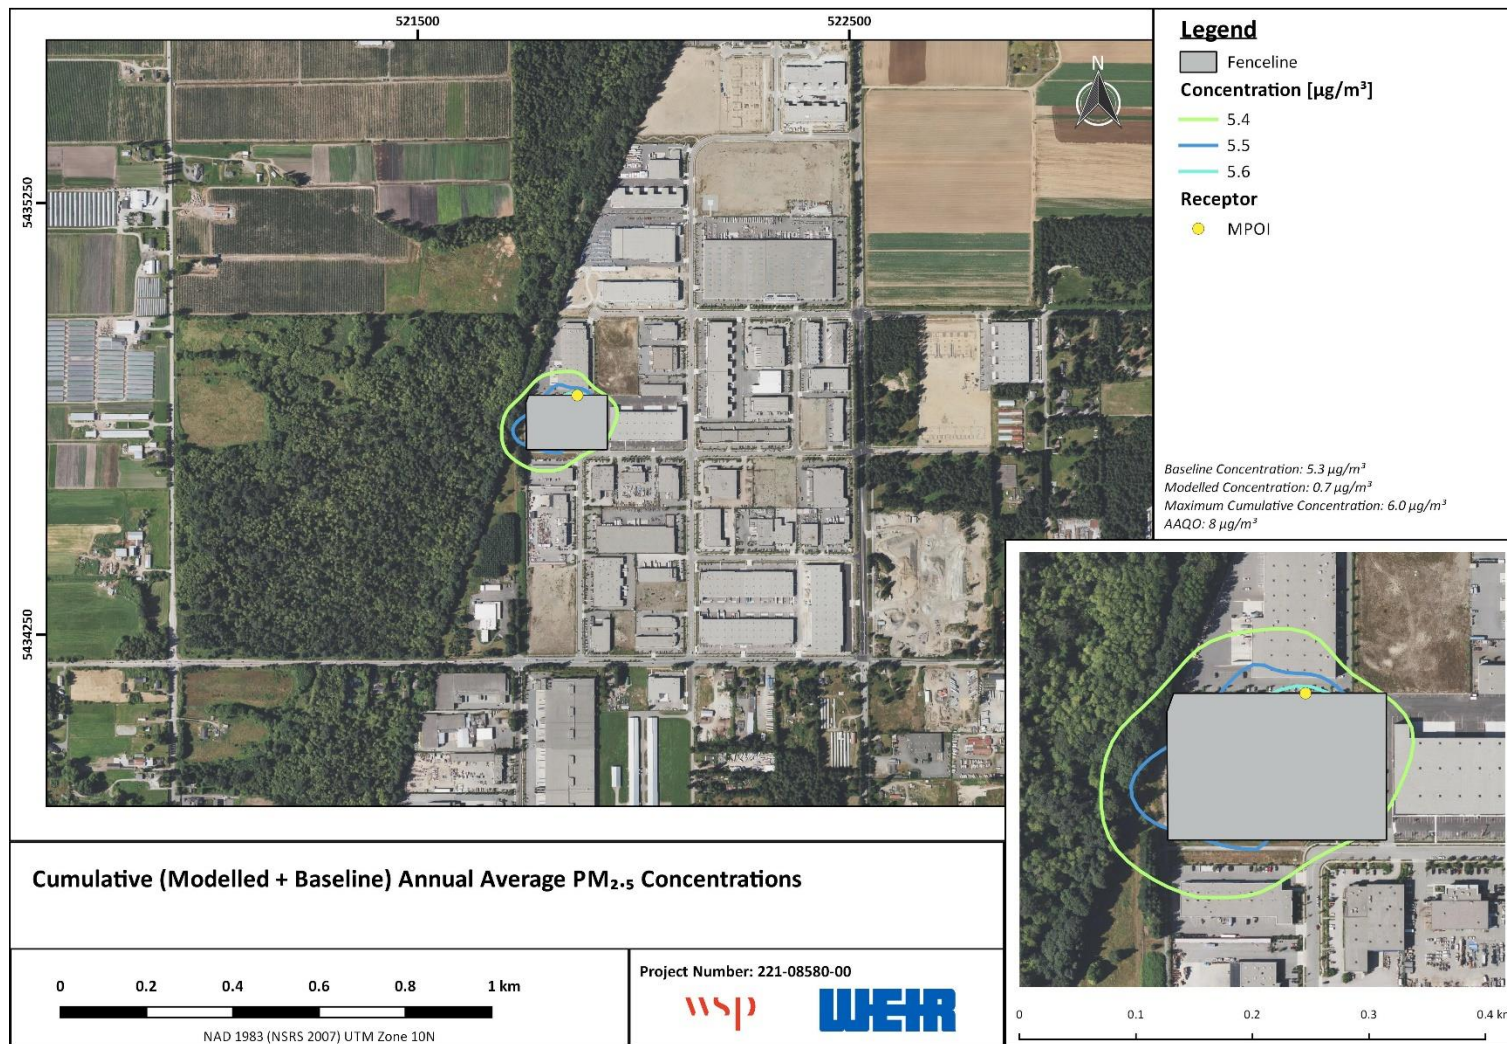 521500
522500
5435250
5434250
N
Legend
Fenceline
Concentration [µg/m³]
5.4
5.5
5.6
Receptor
MPOI
Baseline Concentration: 5.3 µg/m³
Modelled Concentration: 0.7 µg/m³
Maximum Cumulative Concentration: 6.0 µg/m³
AAQO: 8 µg/m³
Cumulative (Modelled + Baseline) Annual Average PM₂.₅ Concentrations
0 0.2 0.4 0.6 0.8 1 km
NAD 1983 (NSRS 2007) UTM Zone 10N
Project Number: 221-08580-00
wsp
WEIR
0 0.1 0.2 0.3 0.4 km